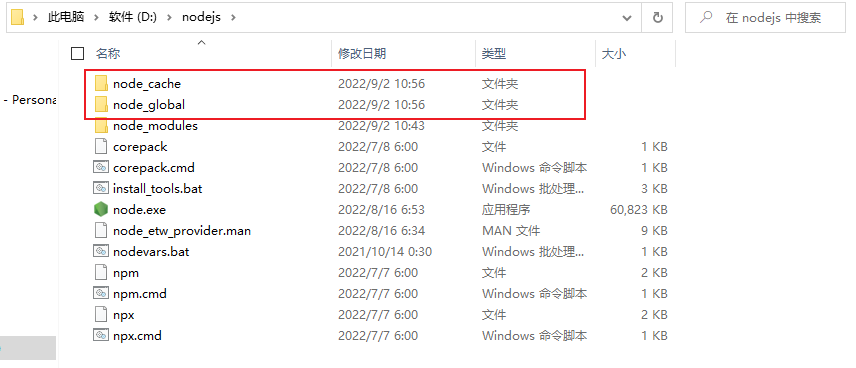 此电脑 › 软件 (D:) › nodejs › 在 nodejs 中搜索
名称 修改日期 类型 大小
node_cache 2022/9/2 10:56 文件夹
- Persona node_global 2022/9/2 10:56 文件夹
node_modules 2022/9/2 10:43 文件夹
corepack 2022/7/8 6:00 文件 1 KB
corepack.cmd 2022/7/8 6:00 Windows 命令脚本 1 KB
install_tools.bat 2022/7/8 6:00 Windows 批处理... 3 KB
node.exe 2022/8/16 6:53 应用程序 60,823 KB
node_etw_provider.man 2022/8/16 6:34 MAN 文件 9 KB
nodevars.bat 2021/10/14 0:30 Windows 批处理... 1 KB
npm 2022/7/7 6:00 文件 2 KB
npm.cmd 2022/7/7 6:00 Windows 命令脚本 1 KB
npx 2022/7/7 6:00 文件 2 KB
npx.cmd 2022/7/7 6:00 Windows 命令脚本 1 KB